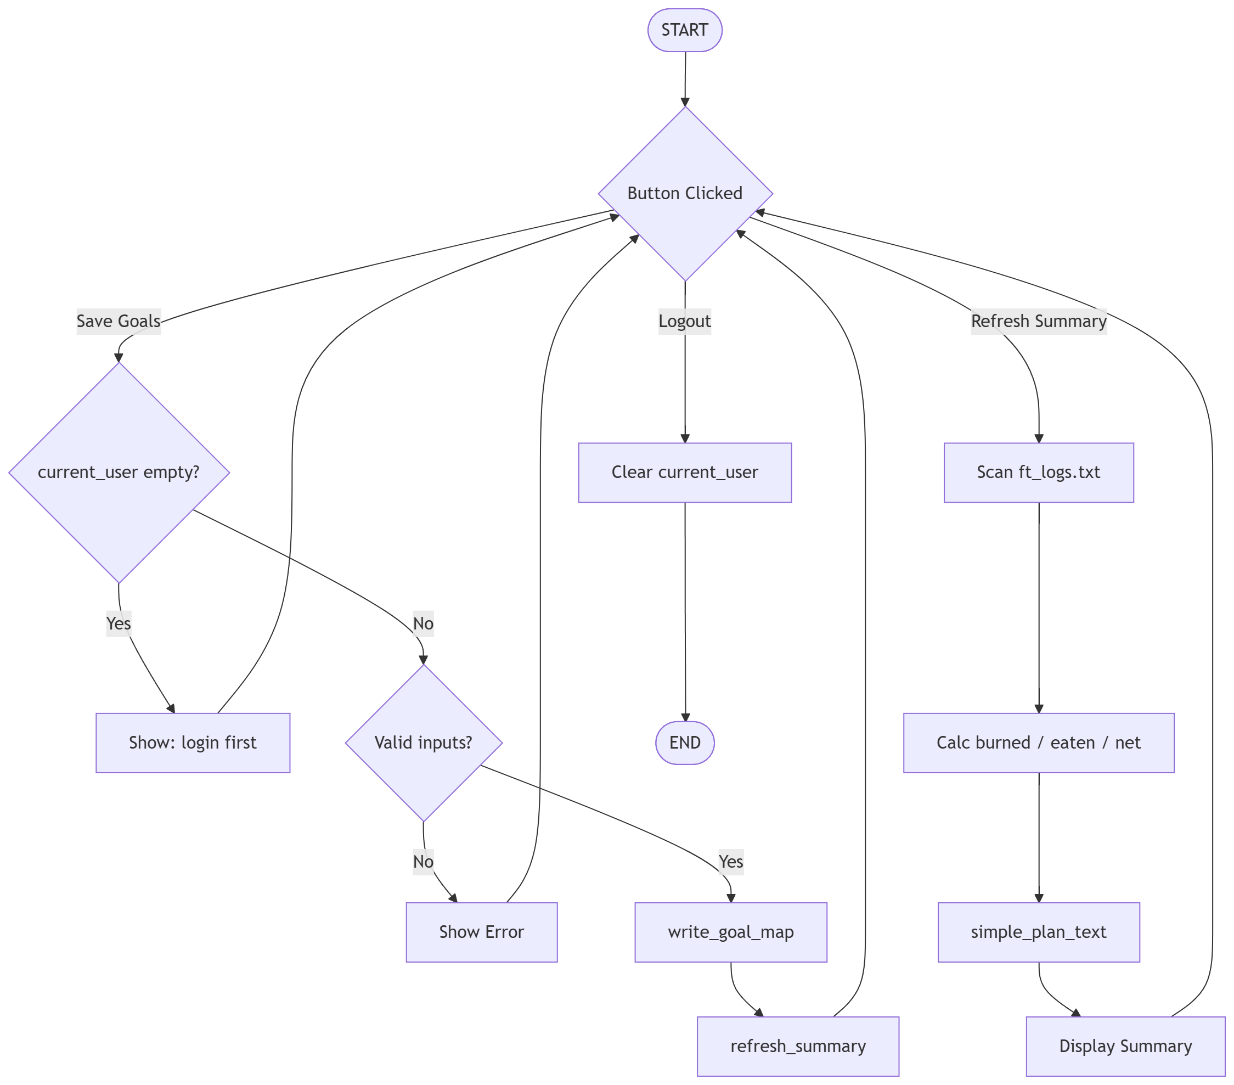 START
Button Clicked
Save Goals
Logout
Refresh Summary
current_user empty?
Clear current_user
Scan ft_logs.txt
Yes
No
Show: login first
Valid inputs?
END
Calc burned / eaten / net
No
Yes
Show Error
write_goal_map
simple_plan_text
refresh_summary
Display Summary